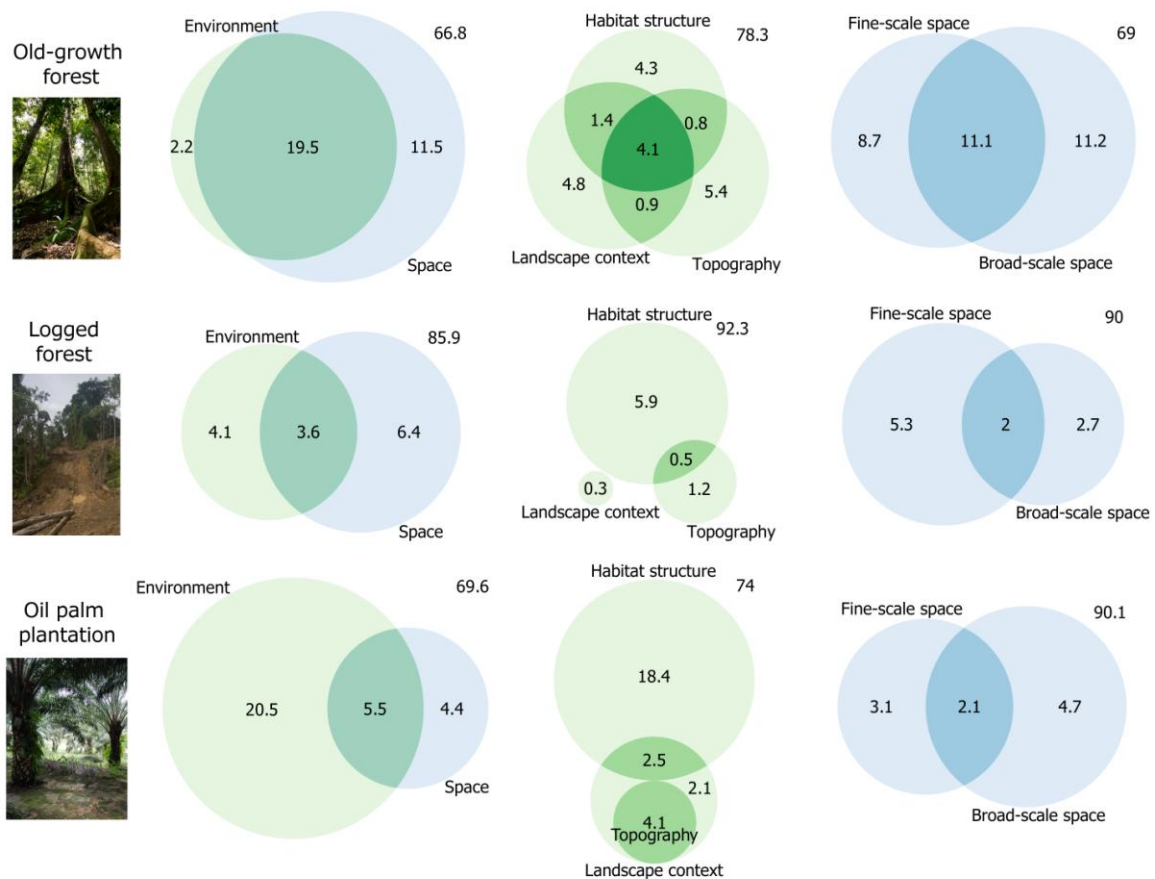 Old-growth
forest
Environment
66.8
2.2
19.5
11.5
Space
Habitat structure
78.3
4.3
1.4
0.8
4.1
4.8
5.4
0.9
Landscape context
Topography
Fine-scale space
69
8.7
11.1
11.2
Broad-scale space
Logged
forest
Environment
85.9
4.1
3.6
6.4
Space
Habitat structure
92.3
5.9
0.5
0.3
1.2
Landscape context
Topography
Fine-scale space
90
5.3
2
2.7
Broad-scale space
Oil palm
plantation
Environment
69.6
20.5
5.5
4.4
Space
Habitat structure
74
18.4
2.5
2.1
4.1
Topography
Landscape context
Fine-scale space
90.1
3.1
2.1
4.7
Broad-scale space